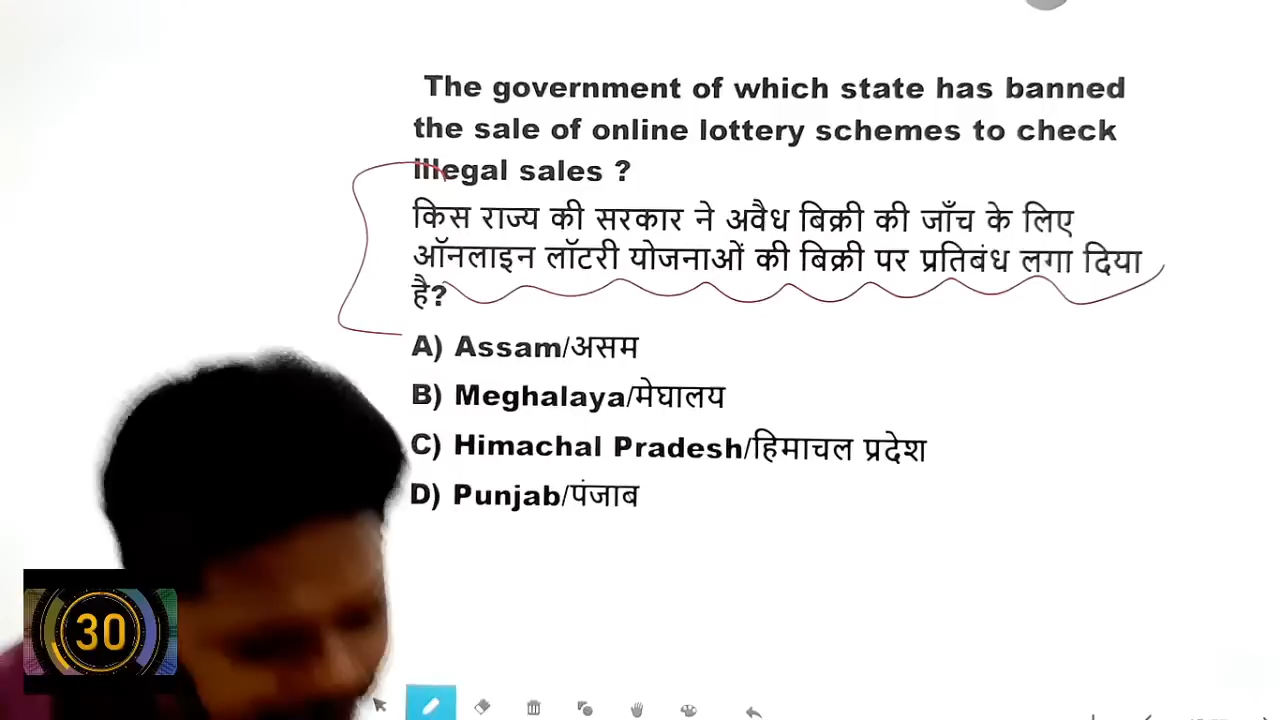 The government of which state has banned
the sale of online lottery schemes to check
illegal sales ?
किस राज्य की सरकार ने अवैध बिक्री की जाँच के लिए
ऑनलाइन लॉटरी योजनाओं की बिक्री पर प्रतिबंध लगा दिया
है?
A) Assam/असम
B) Meghalaya/मेघालय
C) Himachal Pradesh/हिमाचल प्रदेश
D) Punjab/पंजाब
30